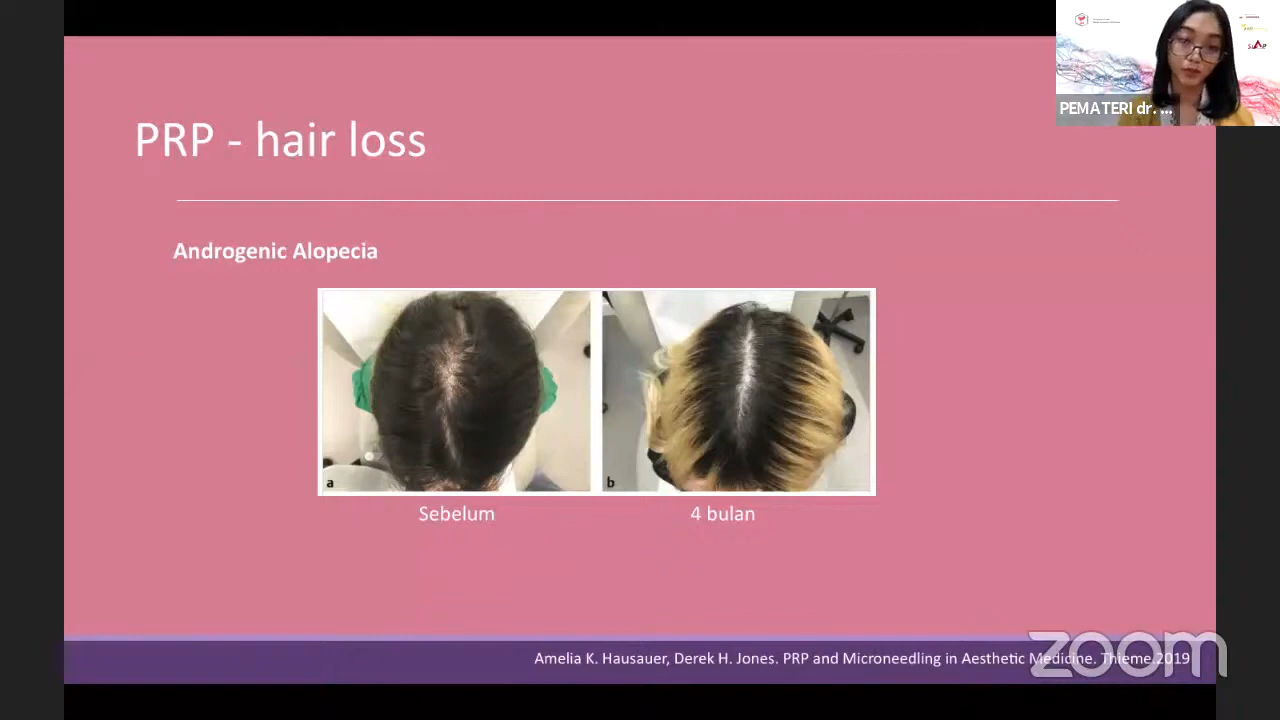 PEMATERI dr. ...
PRP - hair loss
Androgenic Alopecia
a
b
Sebelum
4 bulan
Amelia K. Hausauer, Derek H. Jones. PRP and Microneedling in Aesthetic Medicine. Thieme.2019
zoom